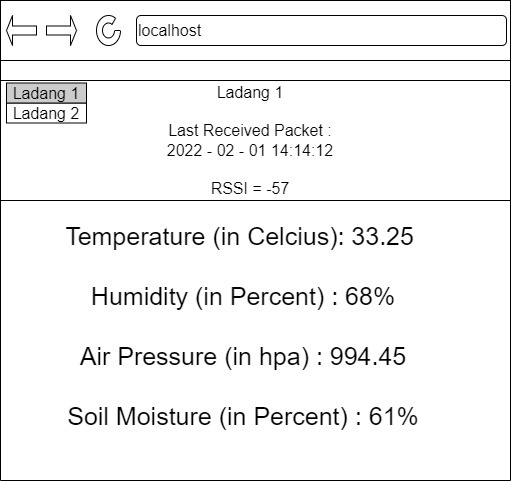 localhost
Ladang 1
Ladang 2
Ladang 1
Last Received Packet :
2022 - 02 - 01 14:14:12
RSSI = -57
Temperature (in Celcius): 33.25
Humidity (in Percent) : 68%
Air Pressure (in hpa) : 994.45
Soil Moisture (in Percent) : 61%